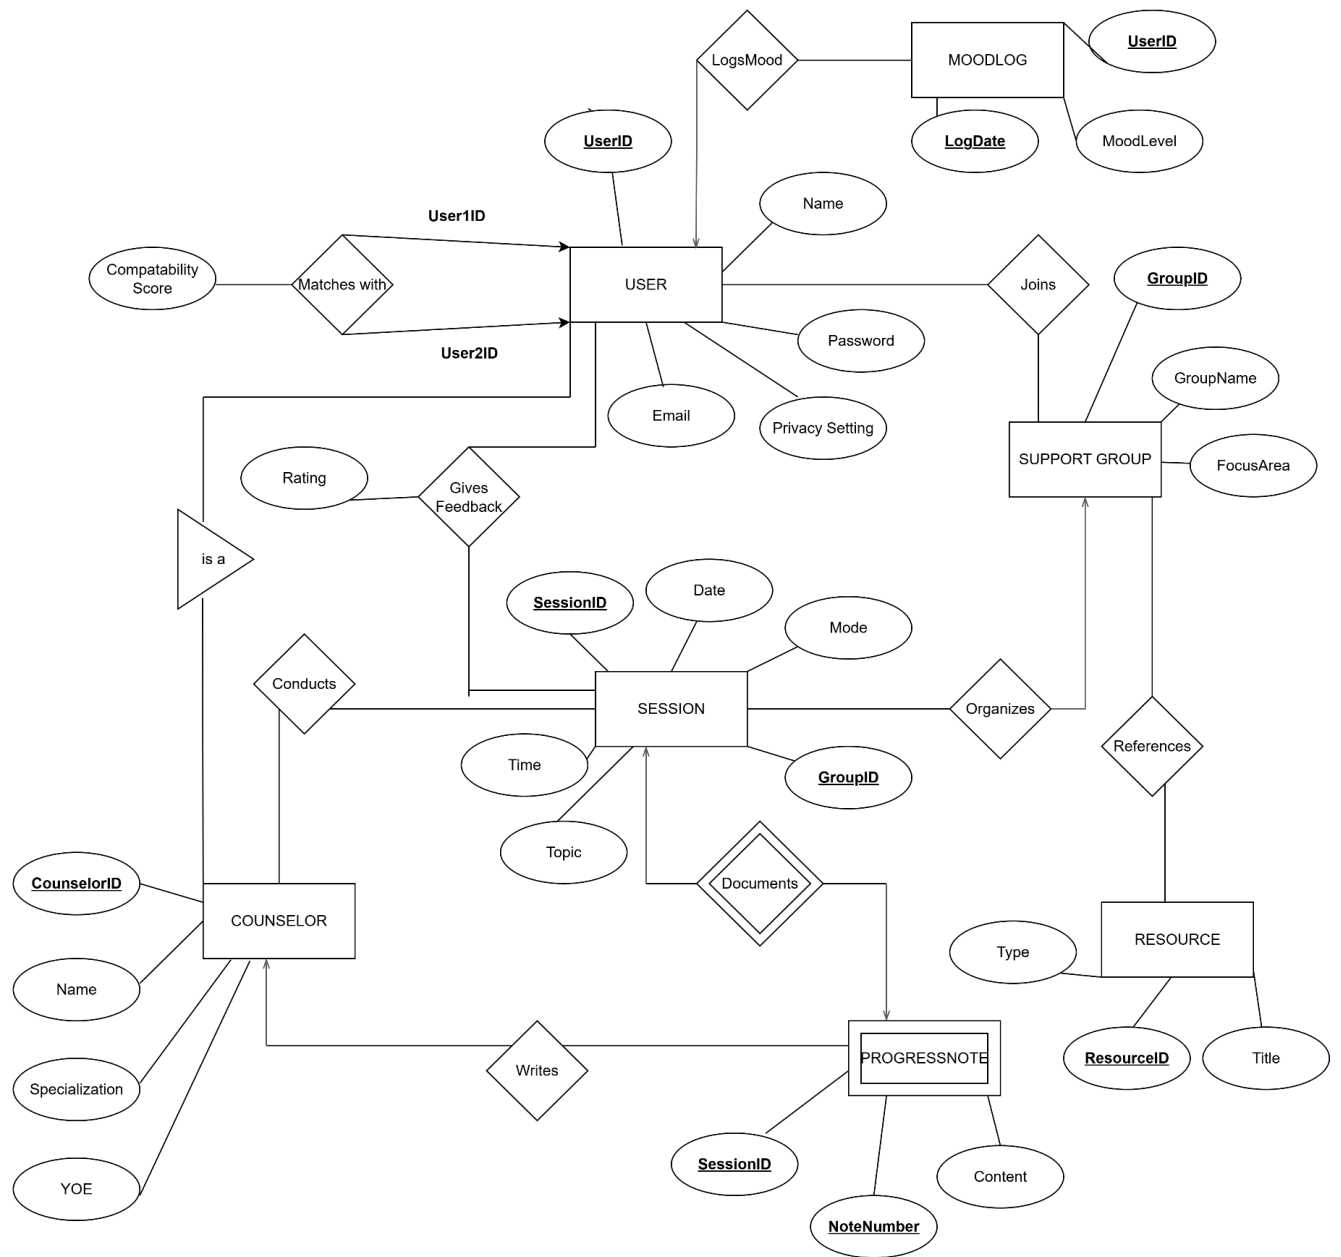 LogsMood
MOODLOG
UserID
UserID
LogDate
MoodLevel
Name
User1ID
Compatability
Score
Matches with
USER
Joins
GroupID
User2ID
Password
GroupName
Email
Privacy Setting
SUPPORT GROUP
FocusArea
Rating
Gives
Feedback
is a
SessionID
Date
Mode
Conducts
SESSION
Organizes
References
Time
GroupID
Topic
Documents
CounselorID
COUNSELOR
RESOURCE
Type
Name
PROGRESSNOTE
ResourceID
Title
Writes
Specialization
SessionID
Content
YOE
NoteNumber